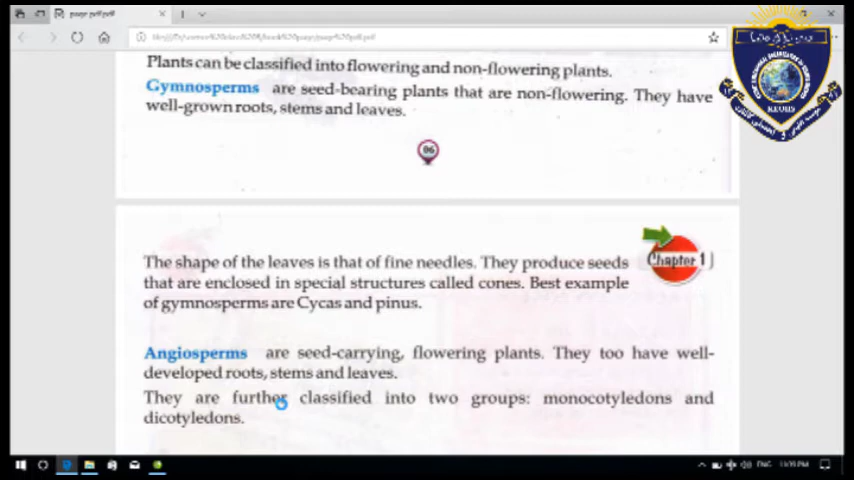 page pdf.pdf
Plants can be classified into flowering and non-flowering plants.
Gymnosperms are seed-bearing plants that are non-flowering. They have
well-grown roots, stems and leaves.
06
The shape of the leaves is that of fine needles. They produce seeds
that are enclosed in special structures called cones. Best example
of gymnosperms are Cycas and pinus.
Chapter 1
Angiosperms are seed-carrying, flowering plants. They too have well-
developed roots, stems and leaves.
They are further classified into two groups: monocotyledons and
dicotyledons.
ENG